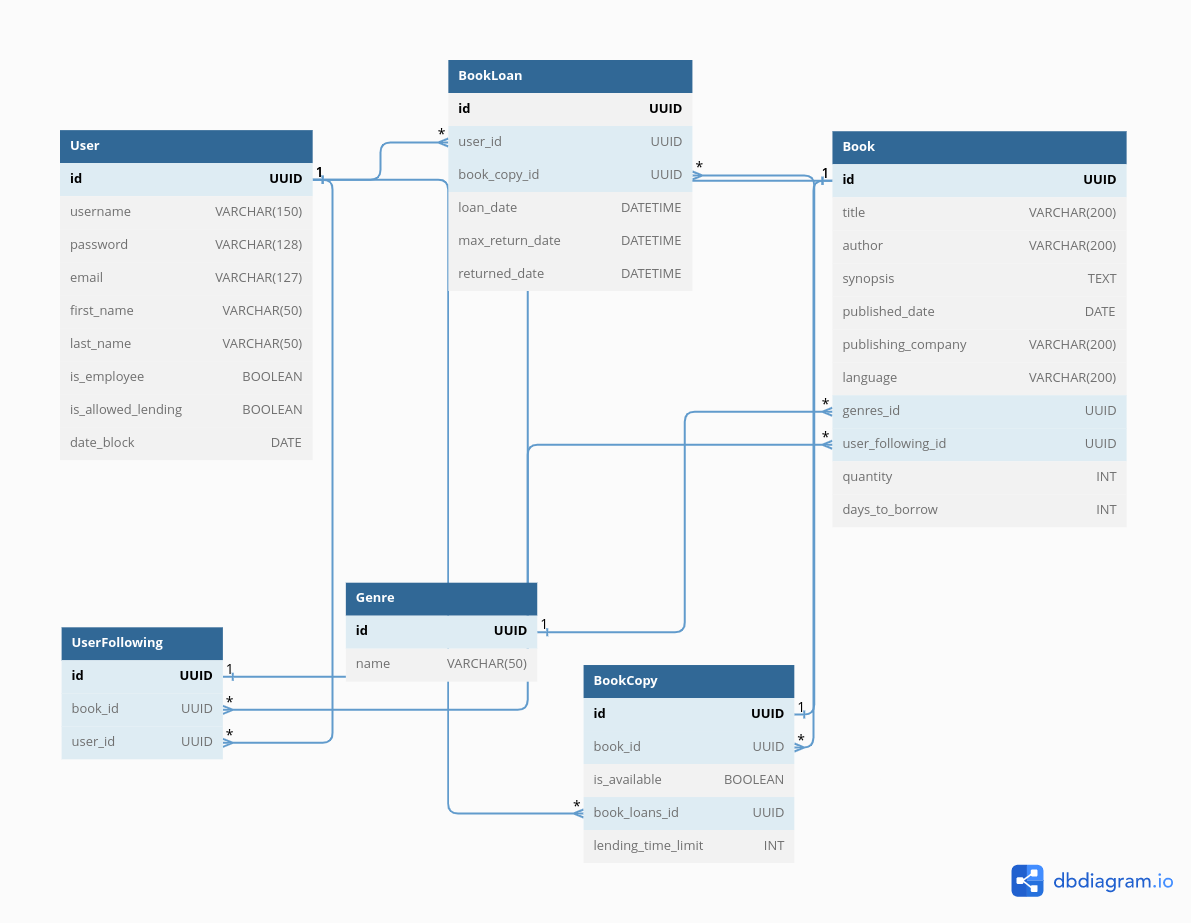 BookLoan
id UUID
user_id UUID
book_copy_id UUID
loan_date DATETIME
max_return_date DATETIME
returned_date DATETIME
*
*
User
id UUID
username VARCHAR(150)
password VARCHAR(128)
email VARCHAR(127)
first_name VARCHAR(50)
last_name VARCHAR(50)
is_employee BOOLEAN
is_allowed_lending BOOLEAN
date_block DATE
1
Book
id UUID
title VARCHAR(200)
author VARCHAR(200)
synopsis TEXT
published_date DATE
publishing_company VARCHAR(200)
language VARCHAR(200)
genres_id UUID
user_following_id UUID
quantity INT
days_to_borrow INT
1
*
*
Genre
id UUID
name VARCHAR(50)
1
UserFollowing
id UUID
book_id UUID
user_id UUID
1
*
*
BookCopy
id UUID
book_id UUID
is_available BOOLEAN
book_loans_id UUID
lending_time_limit INT
1
*
*
dbdiagram.io